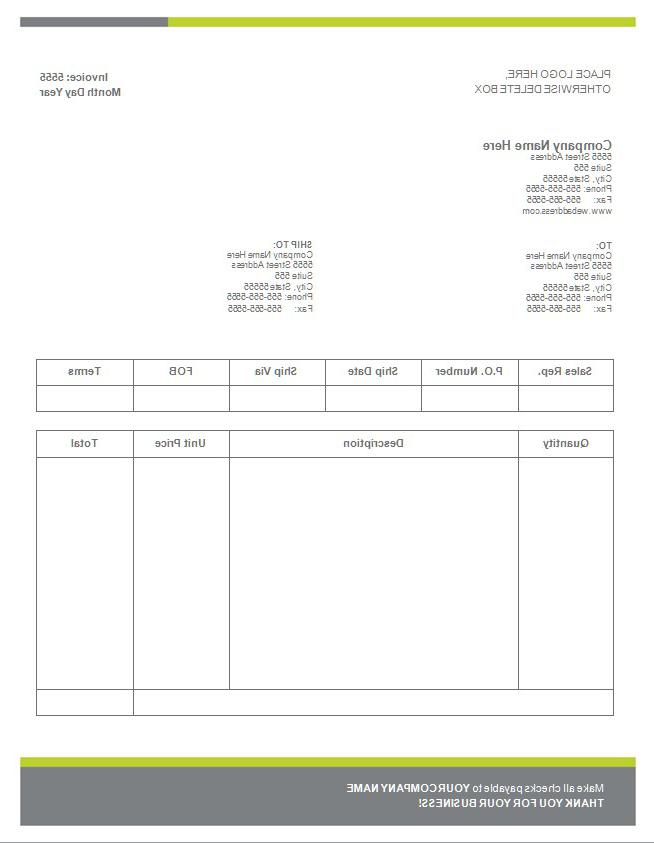 PLACE LOGO HERE,
OTHERWISE DELETE BOX
Invoice: 5555
Month Day Year
Company Name Here
5555 Street Address
Suite 555
City, State55555
Phone: 555-555-5555
Fax: 555-555-5555
www.webaddress.com
TO:
Company Name Here
5555 Street Address
Suite 555
City, State55555
Phone: 555-555-5555
Fax: 555-555-5555
SHIP TO:
Company Name Here
5555 Street Address
Suite 555
City, State55555
Phone: 555-555-5555
Fax: 555-555-5555
Sales Rep. P.O. Number Ship Date Ship Via FOB Terms
Quantity Description Unit Price Total
Make all checks payable to YOUR COMPANY NAME
THANK YOU FOR YOUR BUSINESS!